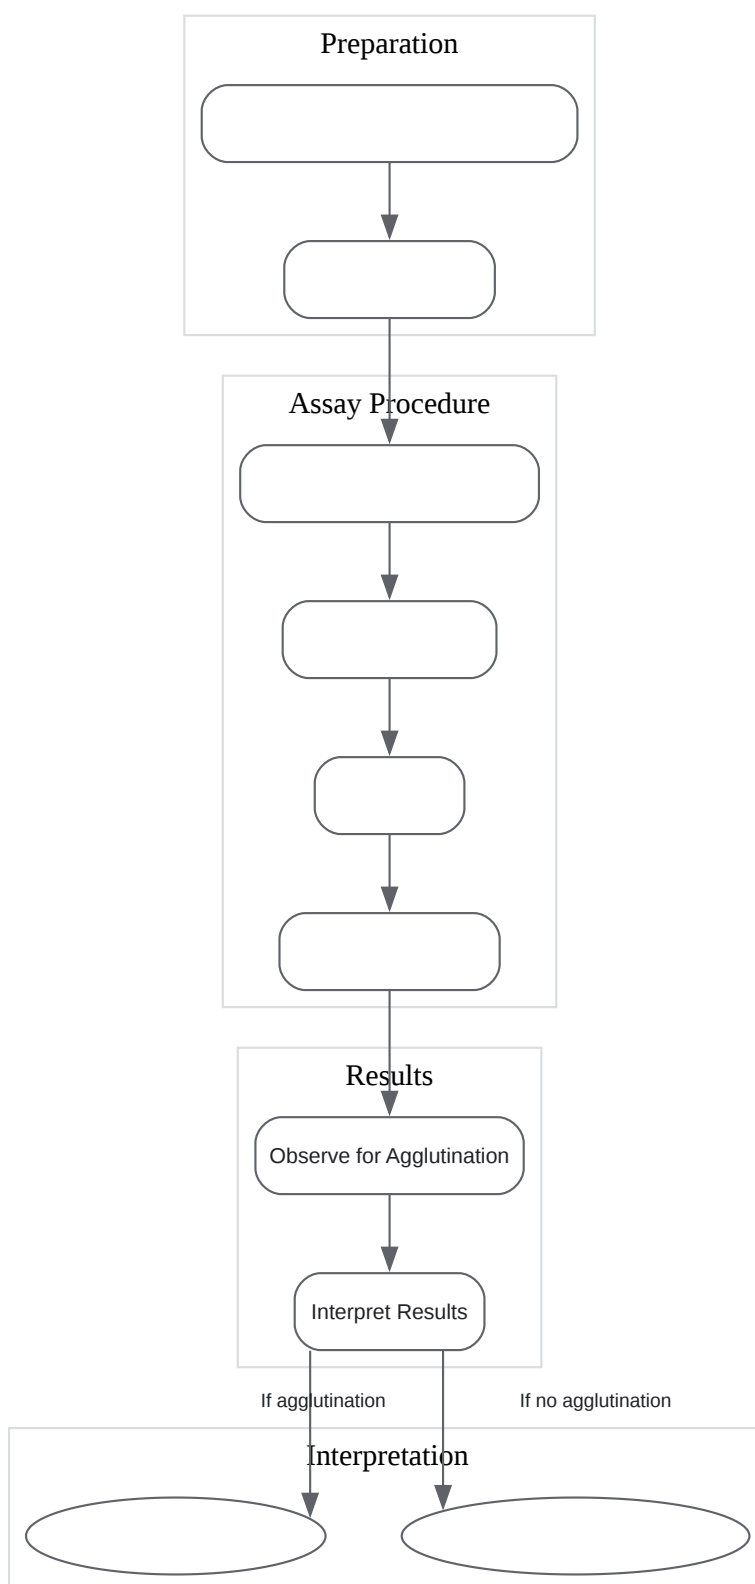 Preparation
Assay Procedure
Results
Observe for Agglutination
Interpret Results
If agglutination
If no agglutination
Interpretation